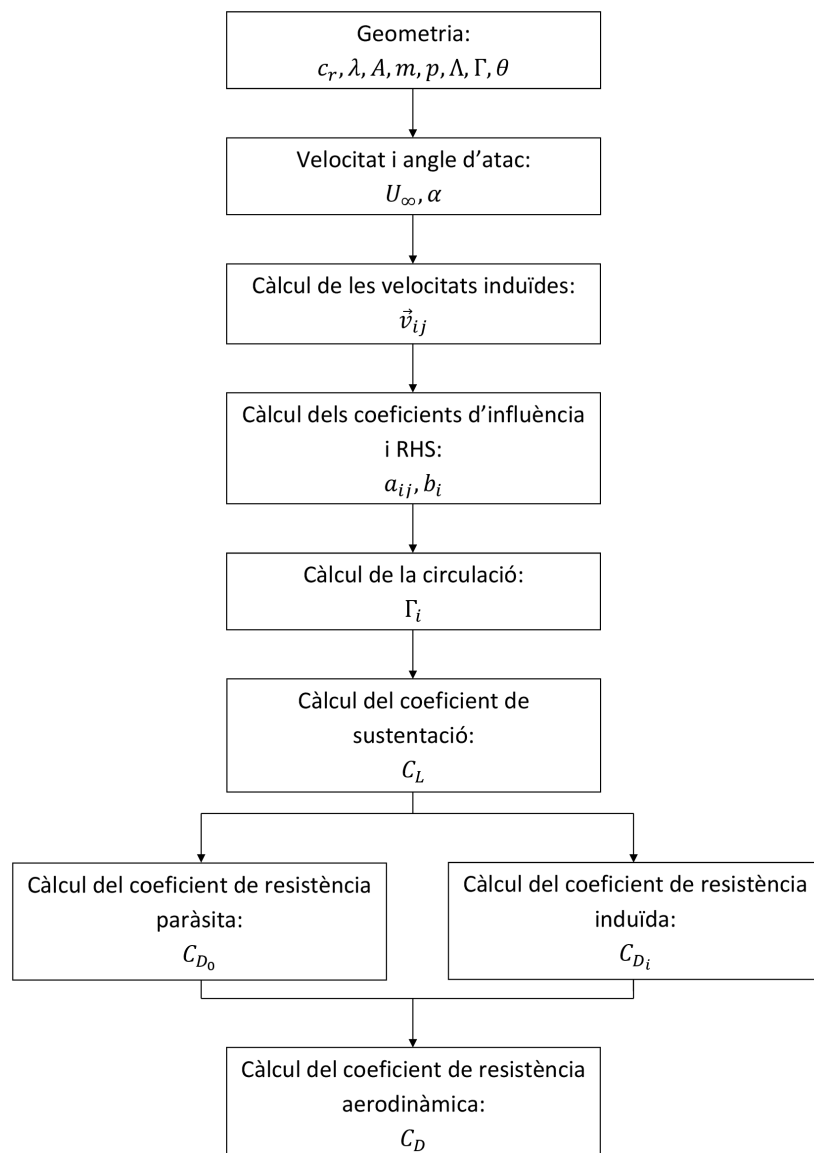 Geometria:
c_r, λ, A, m, p, Λ, Γ, θ
Velocitat i angle d’atac:
U_∞, α
Càlcul de les velocitats induïdes:
v⃗_ij
Càlcul dels coeficients d’influència
i RHS:
a_ij, b_i
Càlcul de la circulació:
Γ_i
Càlcul del coeficient de
sustentació:
C_L
Càlcul del coeficient de resistència
paràsita:
C_D₀
Càlcul del coeficient de resistència
induïda:
C_Dᵢ
Càlcul del coeficient de resistència
aerodinàmica:
C_D